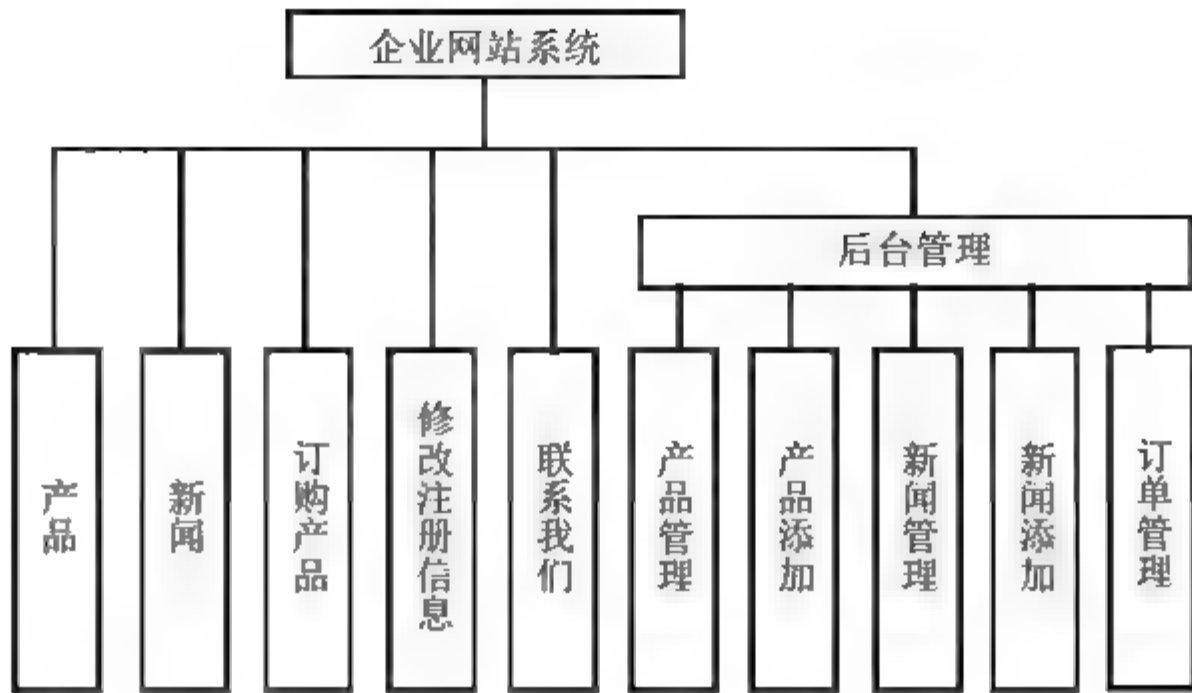 企业网站系统
后台管理
产品
新闻
订购产品
修改注册信息
联系我们
产品管理
产品添加
新闻管理
新闻添加
订单管理